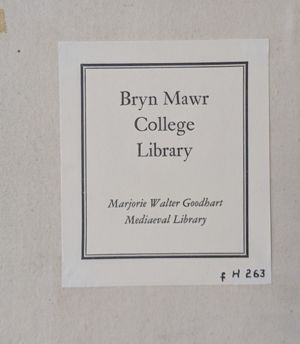 Bryn Mawr
College
Library
Marjorie Walter Goodhart
Mediaeval Library
f H 263